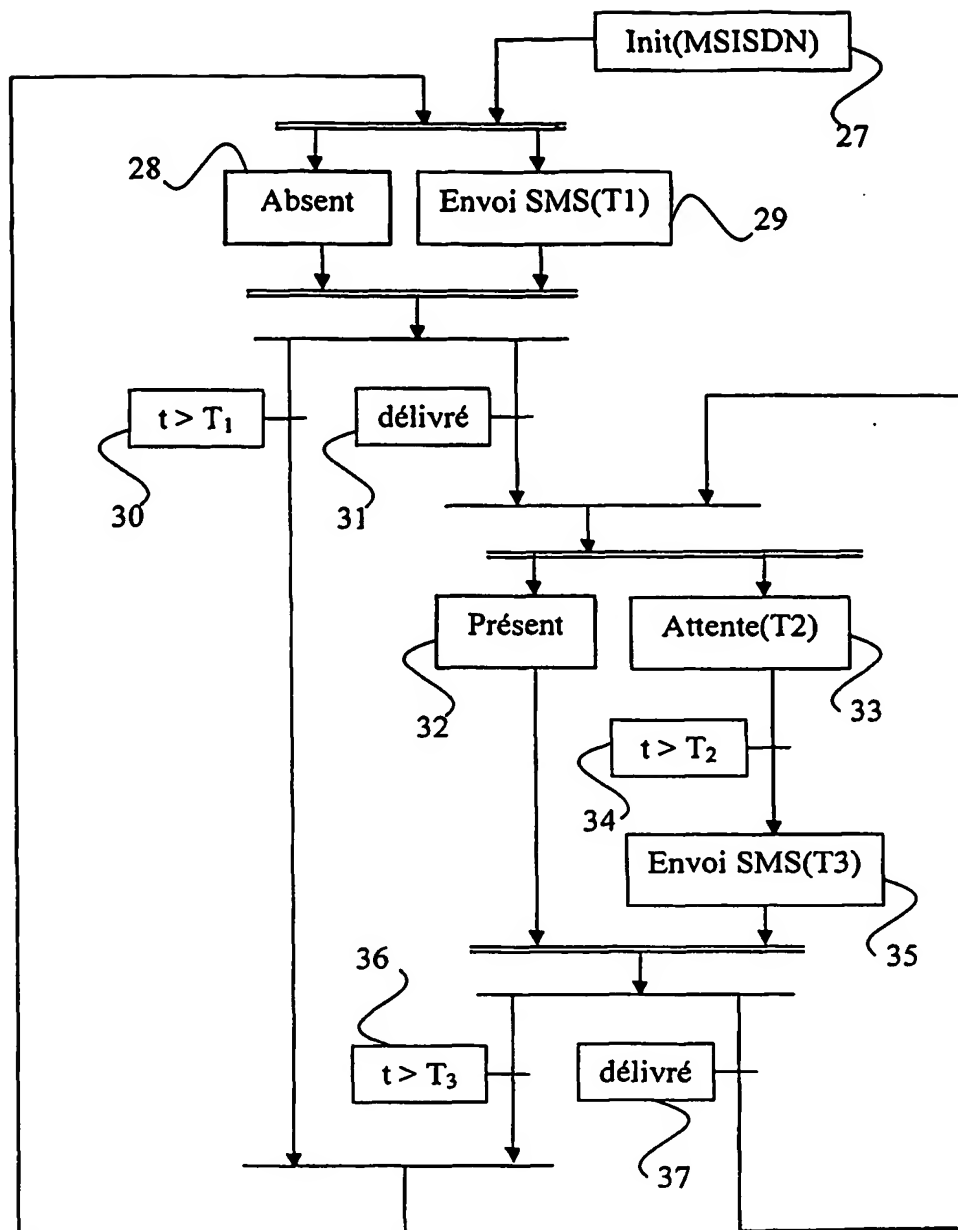 Init(MSISDN)
27
28
Absent
Envoi SMS(T1)
29
t > T₁
délivré
30
31
Présent
Attente(T2)
32
33
t > T₂
34
Envoi SMS(T3)
35
36
t > T₃
délivré
37